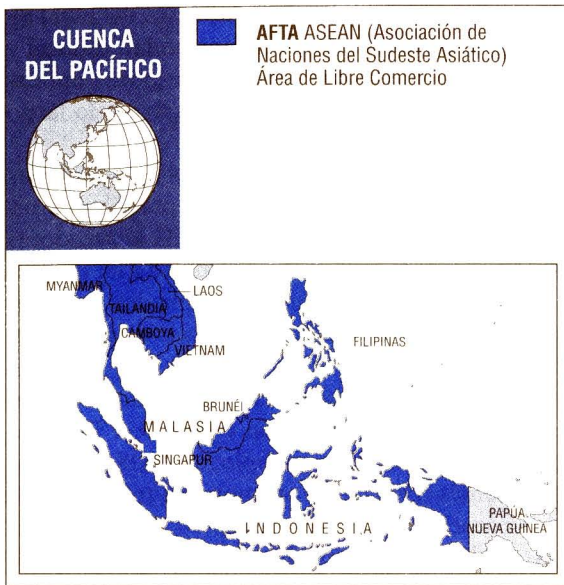 CUENCA
DEL PACÍFICO
AFTA ASEAN (Asociación de
Naciones del Sudeste Asiático)
Área de Libre Comercio
MYANMAR
LAOS
TAILANDIA
CAMBOYA
VIETNAM
FILIPINAS
BRUNÉI
MALASIA
SINGAPUR
INDONESIA
PAPÚA
NUEVA GUINEA